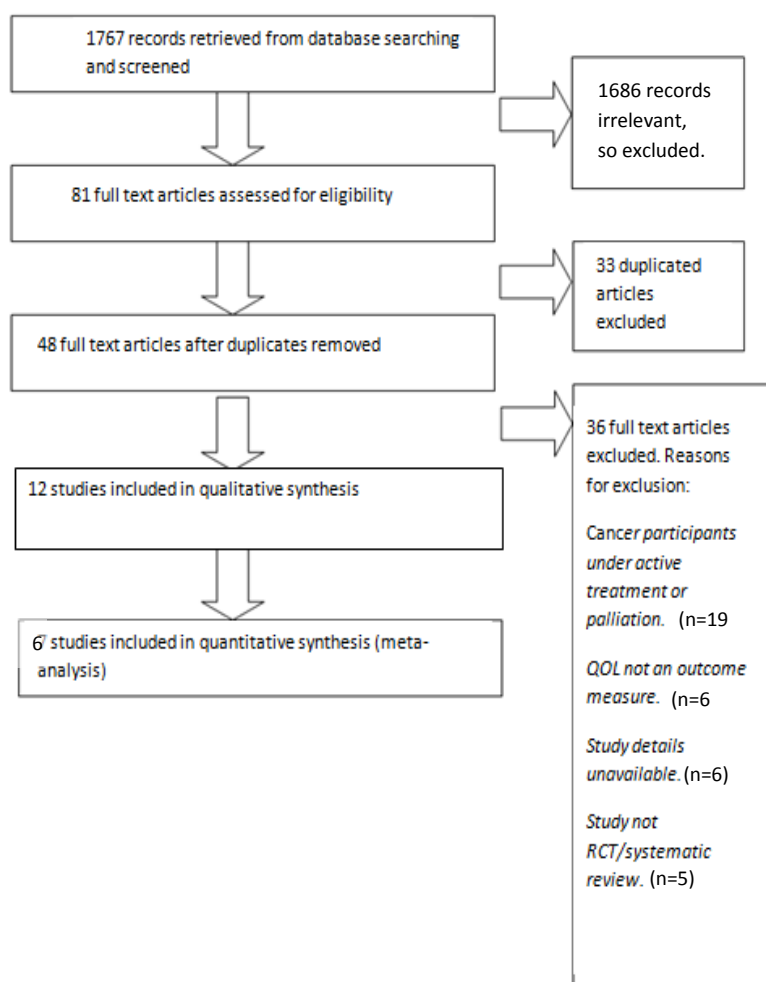 1767 records retrieved from database searching
and screened
1686 records
irrelevant,
so excluded.
81 full text articles assessed for eligibility
33 duplicated
articles
excluded
48 full text articles after duplicates removed
36 full text articles
excluded. Reasons
for exclusion:
Cancer participants
under active
treatment or
palliation. (n=19
QOL not an outcome
measure. (n=6
Study details
unavailable. (n=6)
Study not
RCT/systematic
review. (n=5)
12 studies included in qualitative synthesis
6 studies included in quantitative synthesis (meta-
analysis)